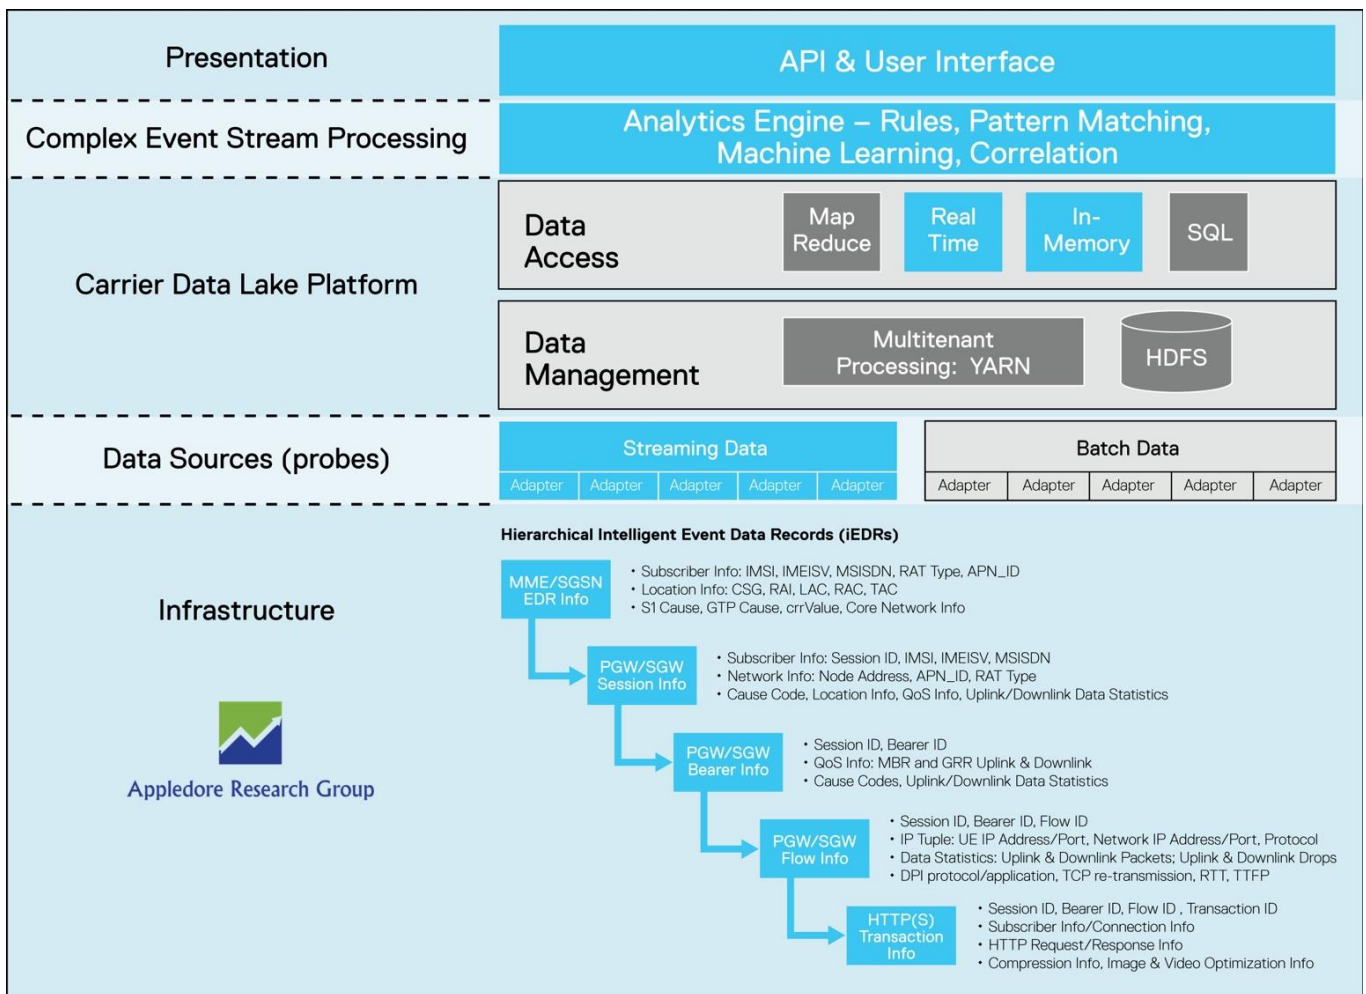 Presentation
API & User Interface
Complex Event Stream Processing
Analytics Engine – Rules, Pattern Matching,
Machine Learning, Correlation
Carrier Data Lake Platform
Data
Access
Map
Reduce
Real
Time
In-
Memory
SQL
Data
Management
Multitenant
Processing: YARN
HDFS
Data Sources (probes)
Streaming Data
Adapter Adapter Adapter Adapter Adapter
Batch Data
Adapter Adapter Adapter Adapter Adapter
Infrastructure
Appledore Research Group
Hierarchical Intelligent Event Data Records (iEDRs)
MME/SGSN
EDR Info
• Subscriber Info: IMSI, IMEISV, MSISDN, RAT Type, APN_ID
• Location Info: CSG, RAI, LAC, RAC, TAC
• S1 Cause, GTP Cause, crrValue, Core Network Info
PGW/SGW
Session Info
• Subscriber Info: Session ID, IMSI, IMEISV, MSISDN
• Network Info: Node Address, APN_ID, RAT Type
• Cause Code, Location Info, QoS Info, Uplink/Downlink Data Statistics
PGW/SGW
Bearer Info
• Session ID, Bearer ID
• QoS Info: MBR and GRR Uplink & Downlink
• Cause Codes, Uplink/Downlink Data Statistics
PGW/SGW
Flow Info
• Session ID, Bearer ID, Flow ID
• IP Tuple: UE IP Address/Port, Network IP Address/Port, Protocol
• Data Statistics: Uplink & Downlink Packets; Uplink & Downlink Drops
• DPI protocol/application, TCP re-transmission, RTT, TTFP
HTTP(S)
Transaction
Info
• Session ID, Bearer ID, Flow ID , Transaction ID
• Subscriber Info/Connection Info
• HTTP Request/Response Info
• Compression Info, Image & Video Optimization Info